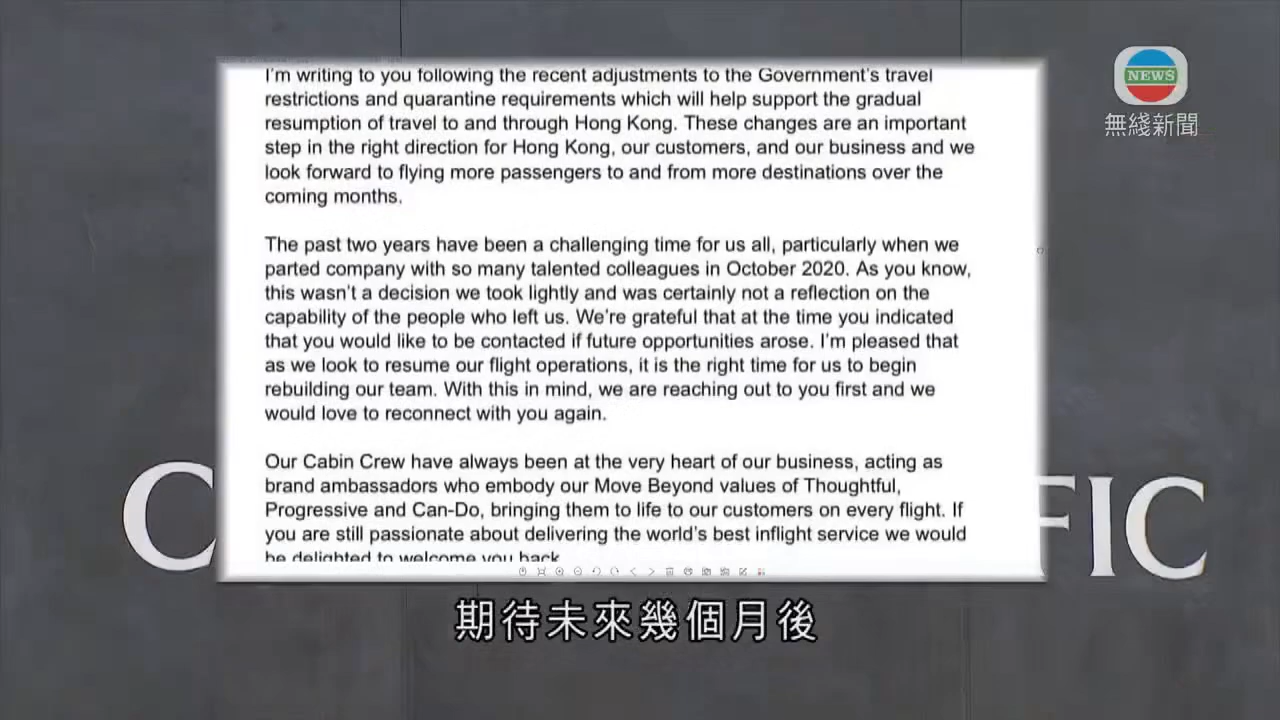 NEWS
無綫新聞
I'm writing to you following the recent adjustments to the Government's travel
restrictions and quarantine requirements which will help support the gradual
resumption of travel to and through Hong Kong. These changes are an important
step in the right direction for Hong Kong, our customers, and our business and we
look forward to flying more passengers to and from more destinations over the
coming months.
The past two years have been a challenging time for us all, particularly when we
parted company with so many talented colleagues in October 2020. As you know,
this wasn't a decision we took lightly and was certainly not a reflection on the
capability of the people who left us. We're grateful that at the time you indicated
that you would like to be contacted if future opportunities arose. I'm pleased that
as we look to resume our flight operations, it is the right time for us to begin
rebuilding our team. With this in mind, we are reaching out to you first and we
would love to reconnect with you again.
Our Cabin Crew have always been at the very heart of our business, acting as
brand ambassadors who embody our Move Beyond values of Thoughtful,
Progressive and Can-Do, bringing them to life to our customers on every flight. If
you are still passionate about delivering the world's best inflight service we would
be delighted to welcome you back
C FIC
期待未來幾個月後